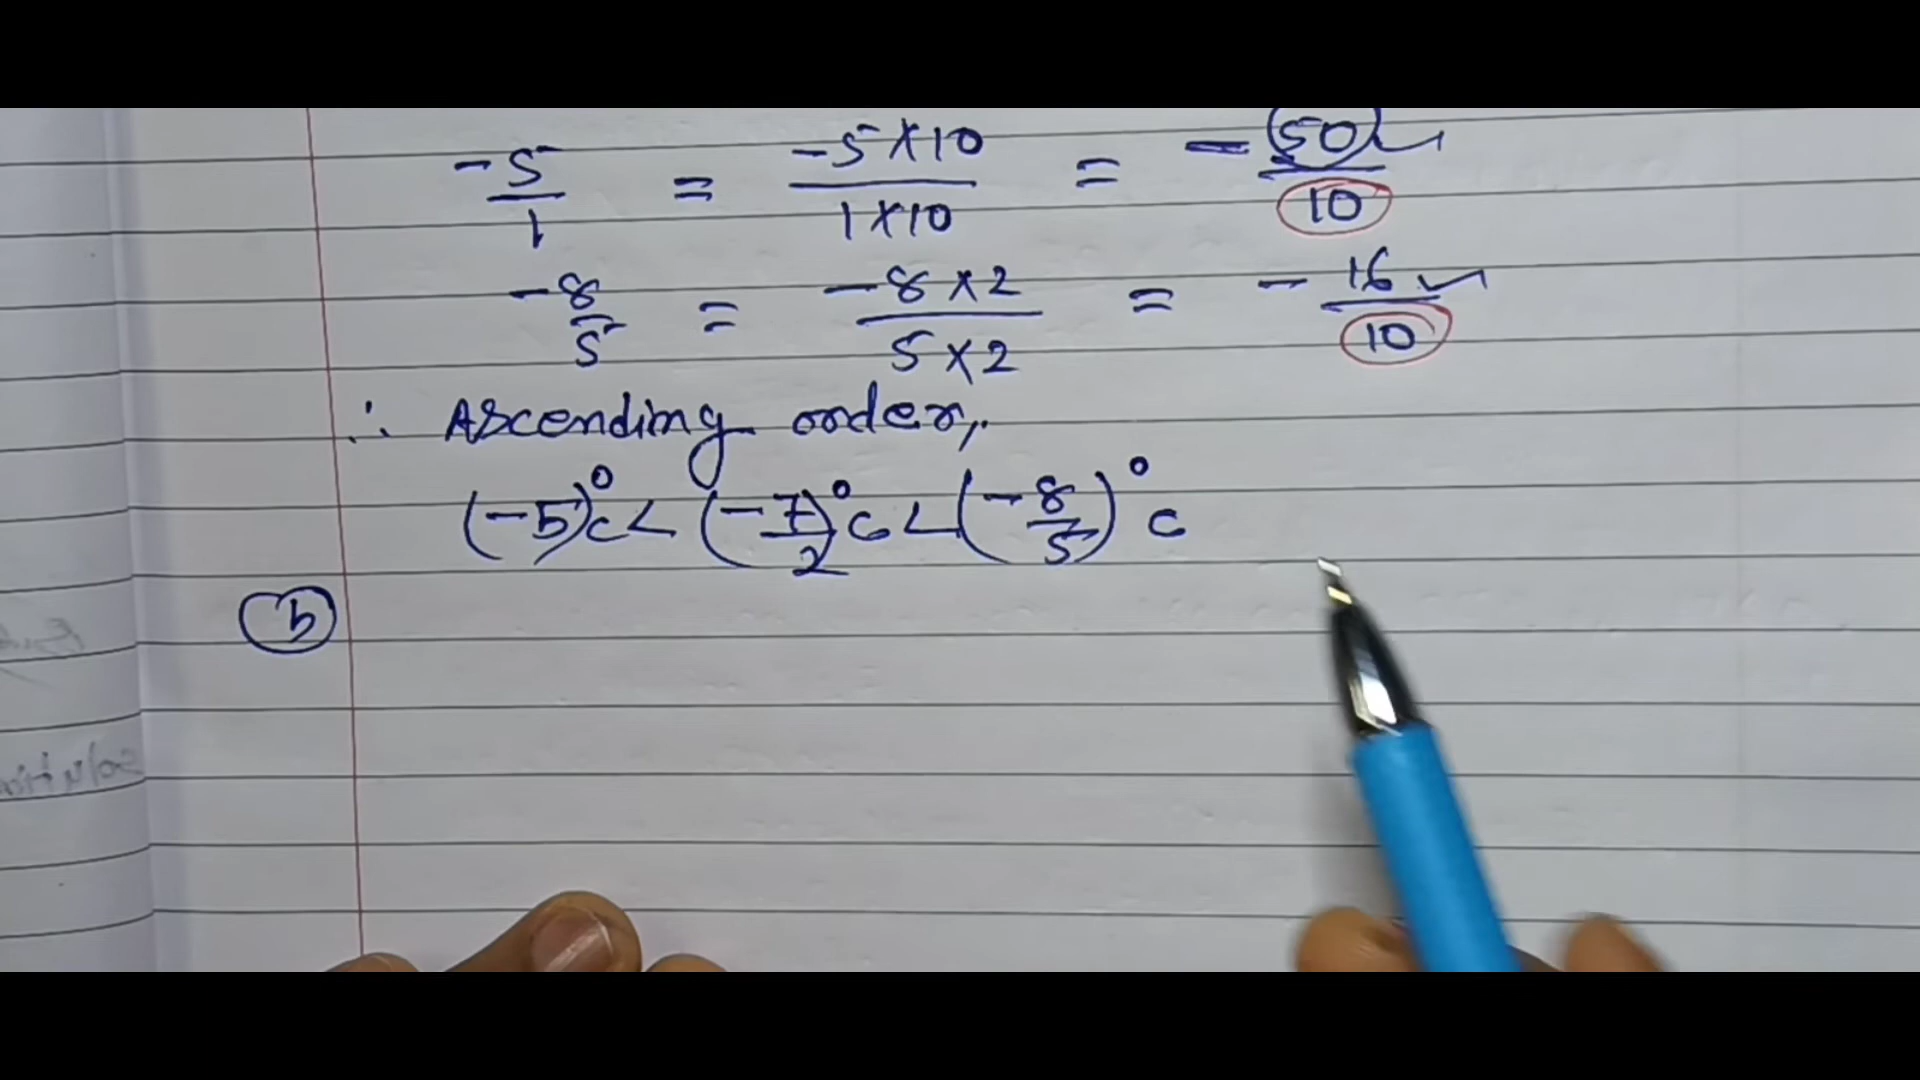 -5/1 = -5×10/1×10 = -50/10
-8/5 = -8×2/5×2 = -16/10
∴ Ascending order,
(-5)°c < (-7/2)°c < (-8/5)°c
b